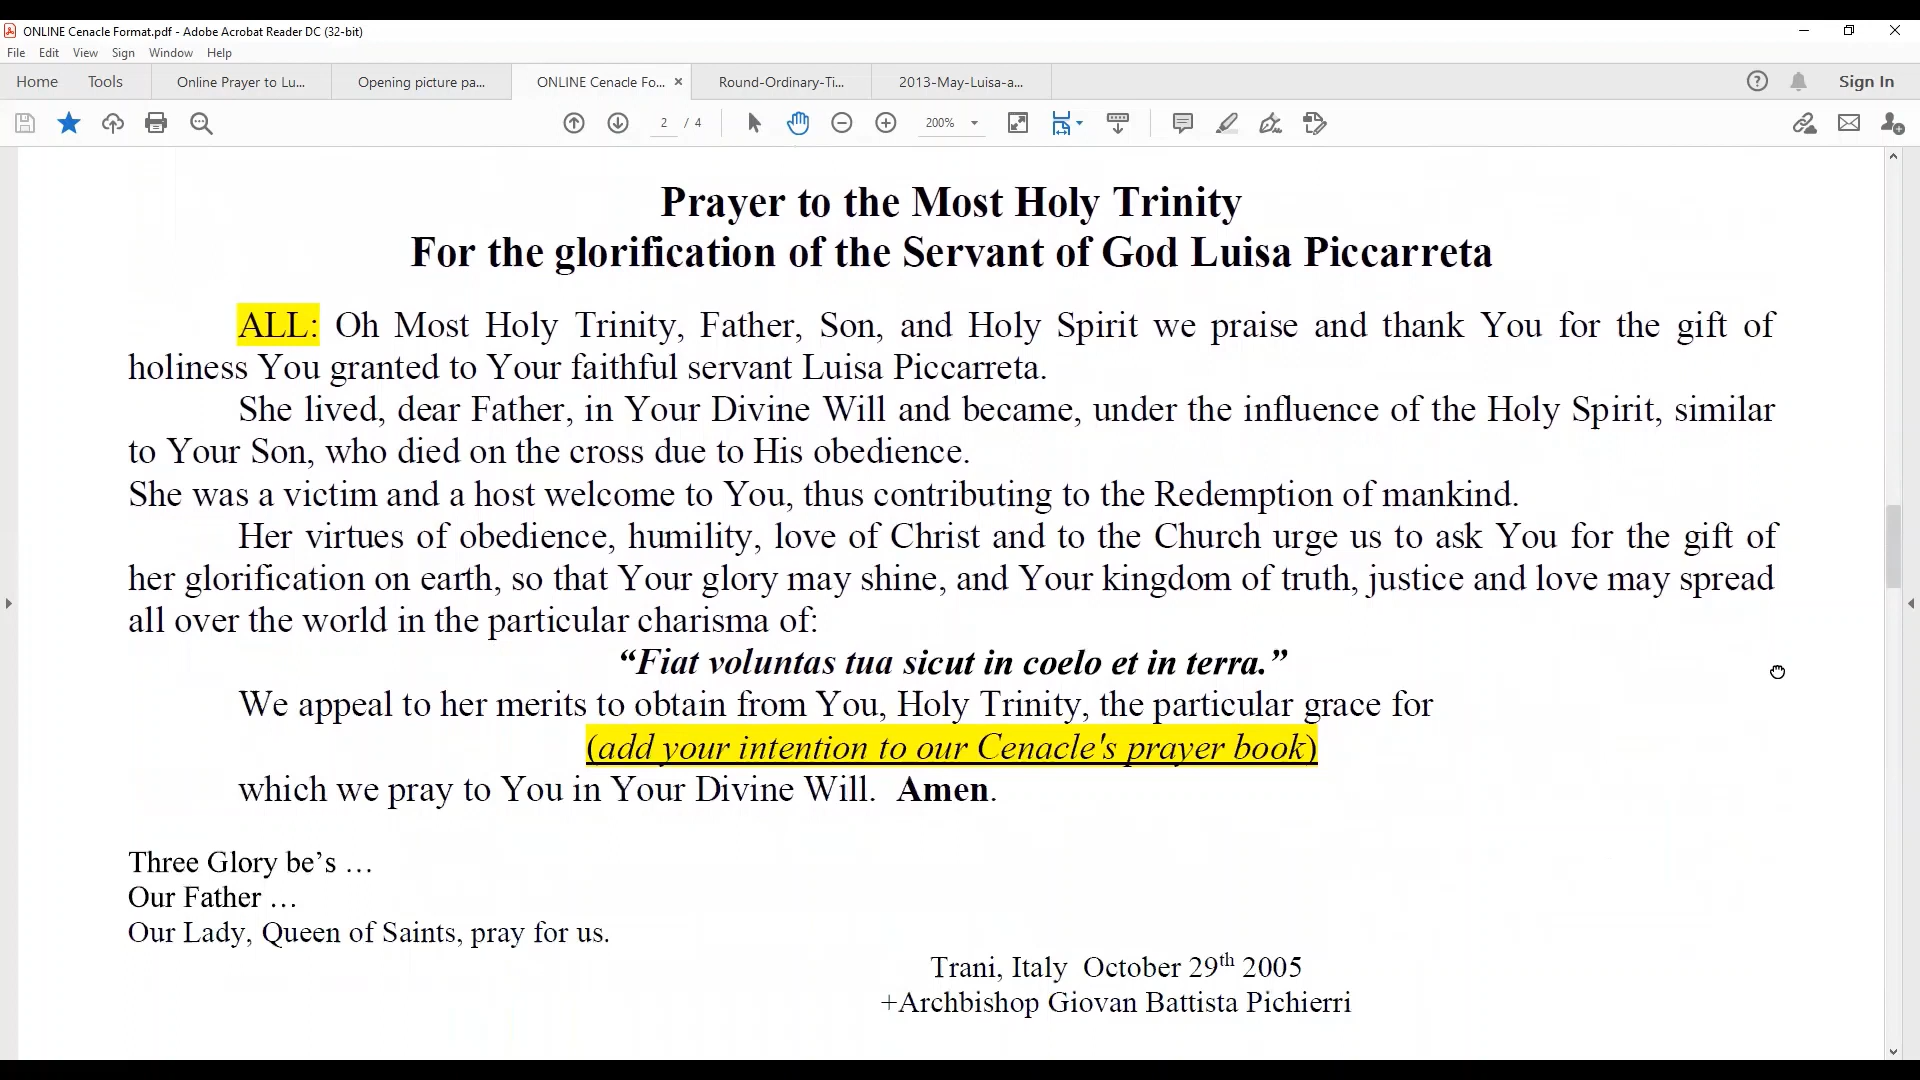 ONLINE Cenacle Format.pdf - Adobe Acrobat Reader DC (32-bit)
File Edit View Sign Window Help
Home Tools Online Prayer to Lu... Opening picture pa... ONLINE Cenacle Fo... Round-Ordinary-Ti... 2013-May-Luisa-a... Sign In
2 / 4 200%
Prayer to the Most Holy Trinity
For the glorification of the Servant of God Luisa Piccarreta
ALL: Oh Most Holy Trinity, Father, Son, and Holy Spirit we praise and thank You for the gift of
holiness You granted to Your faithful servant Luisa Piccarreta.
She lived, dear Father, in Your Divine Will and became, under the influence of the Holy Spirit, similar
to Your Son, who died on the cross due to His obedience.
She was a victim and a host welcome to You, thus contributing to the Redemption of mankind.
Her virtues of obedience, humility, love of Christ and to the Church urge us to ask You for the gift of
her glorification on earth, so that Your glory may shine, and Your kingdom of truth, justice and love may spread
all over the world in the particular charisma of:
“Fiat voluntas tua sicut in coelo et in terra.”
We appeal to her merits to obtain from You, Holy Trinity, the particular grace for
(add your intention to our Cenacle's prayer book)
which we pray to You in Your Divine Will. Amen.
Three Glory be’s …
Our Father …
Our Lady, Queen of Saints, pray for us.
Trani, Italy October 29th 2005
+Archbishop Giovan Battista Pichierri